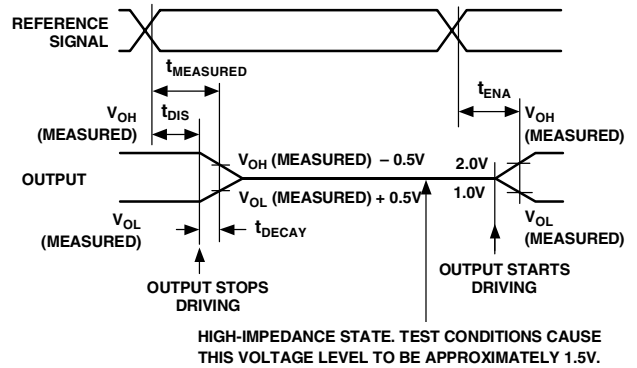 REFERENCE
SIGNAL
tMEASURED
tDIS
tENA
VOH
(MEASURED)
VOH
(MEASURED)
VOH (MEASURED) – 0.5V
2.0V
OUTPUT
VOL (MEASURED) + 0.5V
1.0V
VOL
(MEASURED)
tDECAY
VOL
(MEASURED)
OUTPUT STOPS
DRIVING
OUTPUT STARTS
DRIVING
HIGH-IMPEDANCE STATE. TEST CONDITIONS CAUSE
THIS VOLTAGE LEVEL TO BE APPROXIMATELY 1.5V.